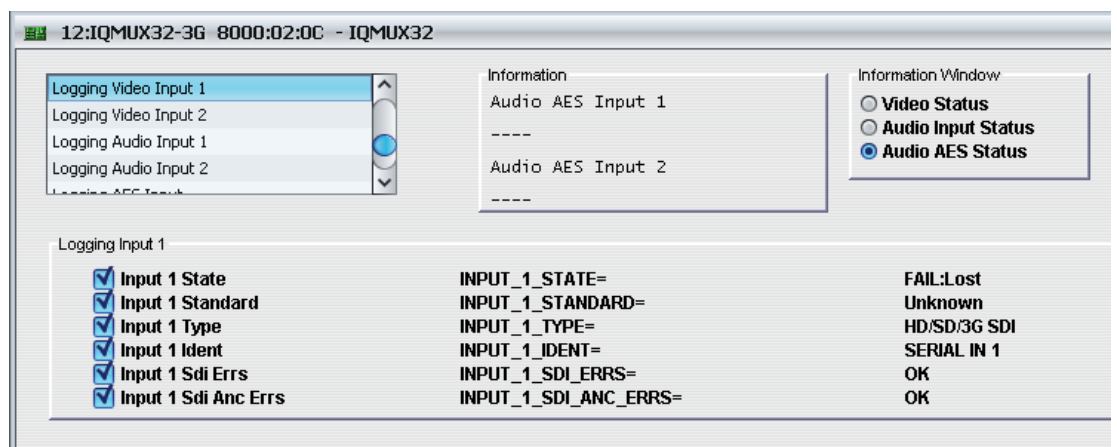 12:IQMUX32-3G 8000:02:0C - IQMUX32
Logging Video Input 1
Logging Video Input 2
Logging Audio Input 1
Logging Audio Input 2
Information
Audio AES Input 1
----
Audio AES Input 2
----
Information Window
Video Status
Audio Input Status
Audio AES Status
Logging Input 1
Input 1 State INPUT_1_STATE= FAIL:Lost
Input 1 Standard INPUT_1_STANDARD= Unknown
Input 1 Type INPUT_1_TYPE= HD/SD/3G SDI
Input 1 Ident INPUT_1_IDENT= SERIAL IN 1
Input 1 Sdi Errs INPUT_1_SDI_ERRS= OK
Input 1 Sdi Anc Errs INPUT_1_SDI_ANC_ERRS= OK